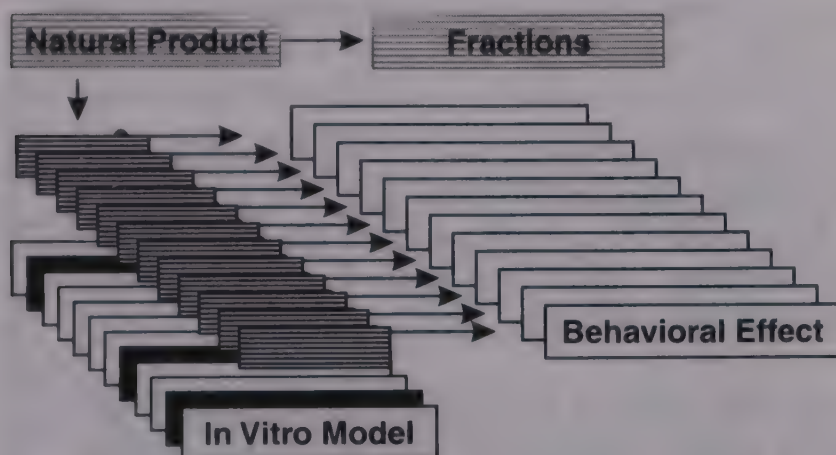 Natural Product
Fractions
Behavioral Effect
In Vitro Model